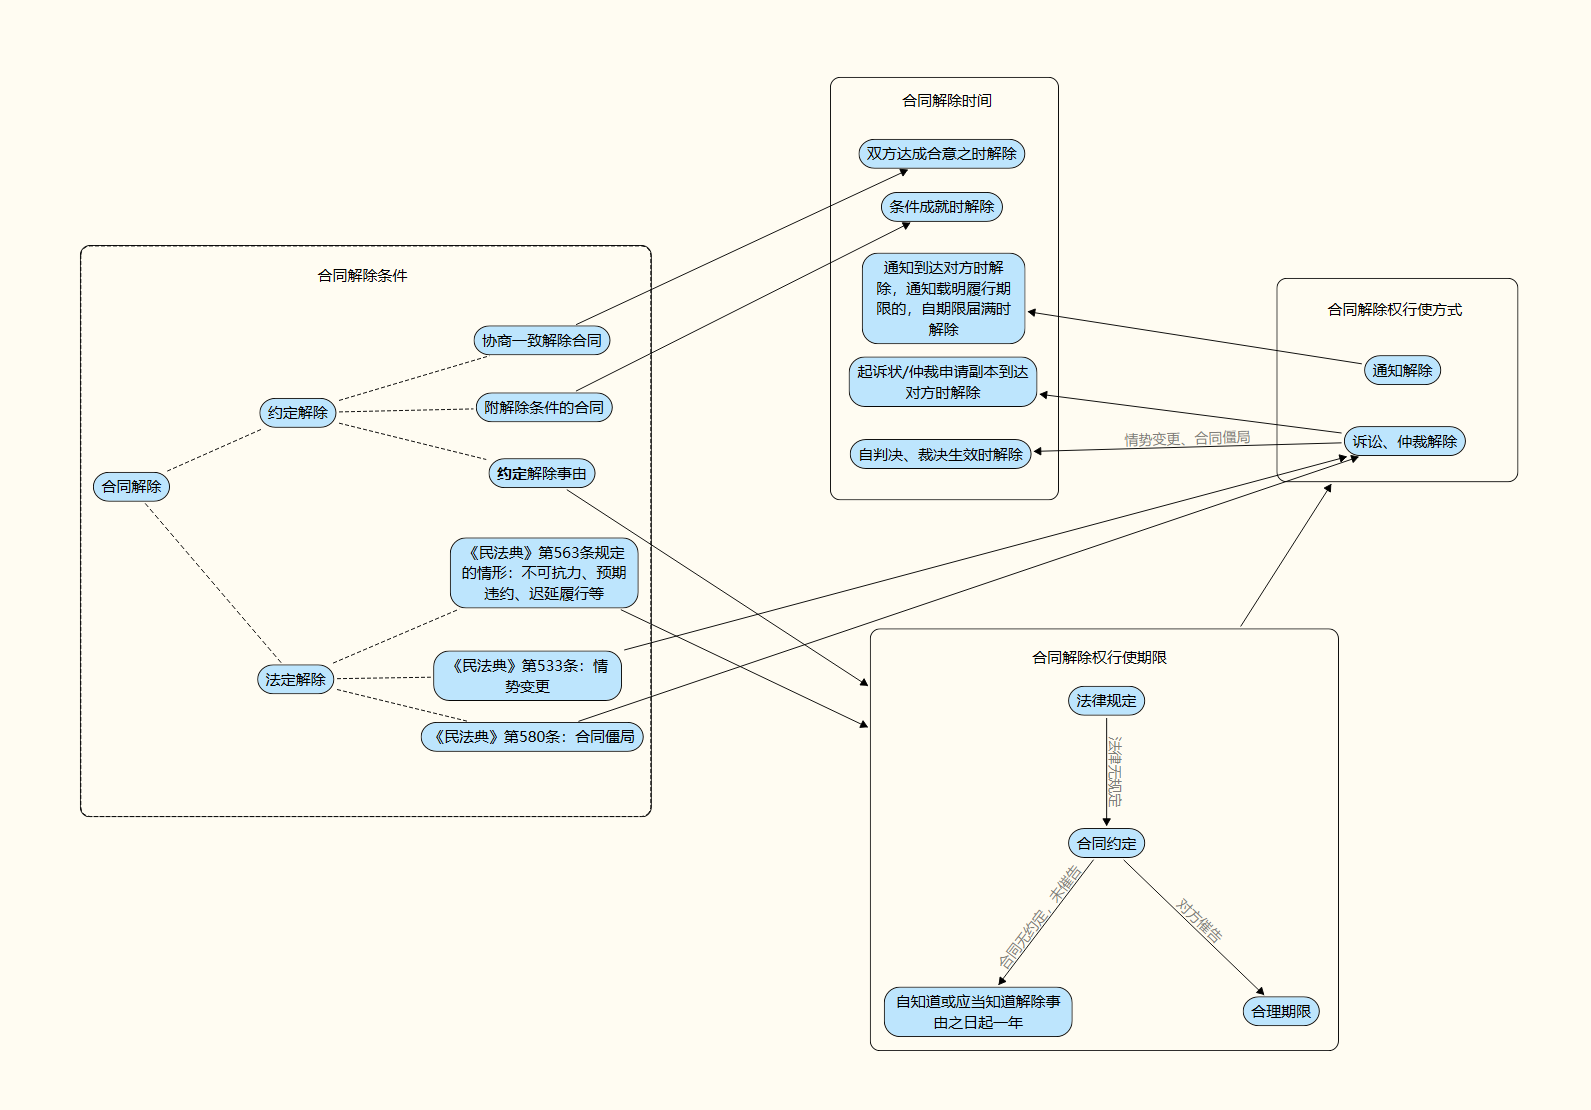 合同解除条件
合同解除
约定解除
协商一致解除合同
附解除条件的合同
约定解除事由
法定解除
《民法典》第563条规定
的情形：不可抗力、预期
违约、迟延履行等
《民法典》第533条：情
势变更
《民法典》第580条：合同僵局
合同解除时间
双方达成合意之时解除
条件成就时解除
通知到达对方时解
除，通知载明履行期
限的，自期限届满时
解除
起诉状/仲裁申请副本到达
对方时解除
自判决、裁决生效时解除
情势变更、合同僵局
合同解除权行使方式
通知解除
诉讼、仲裁解除
合同解除权行使期限
法律规定
法律无规定
合同约定
合同无约定，未催告
对方催告
自知道或应当知道解除事
由之日起一年
合理期限